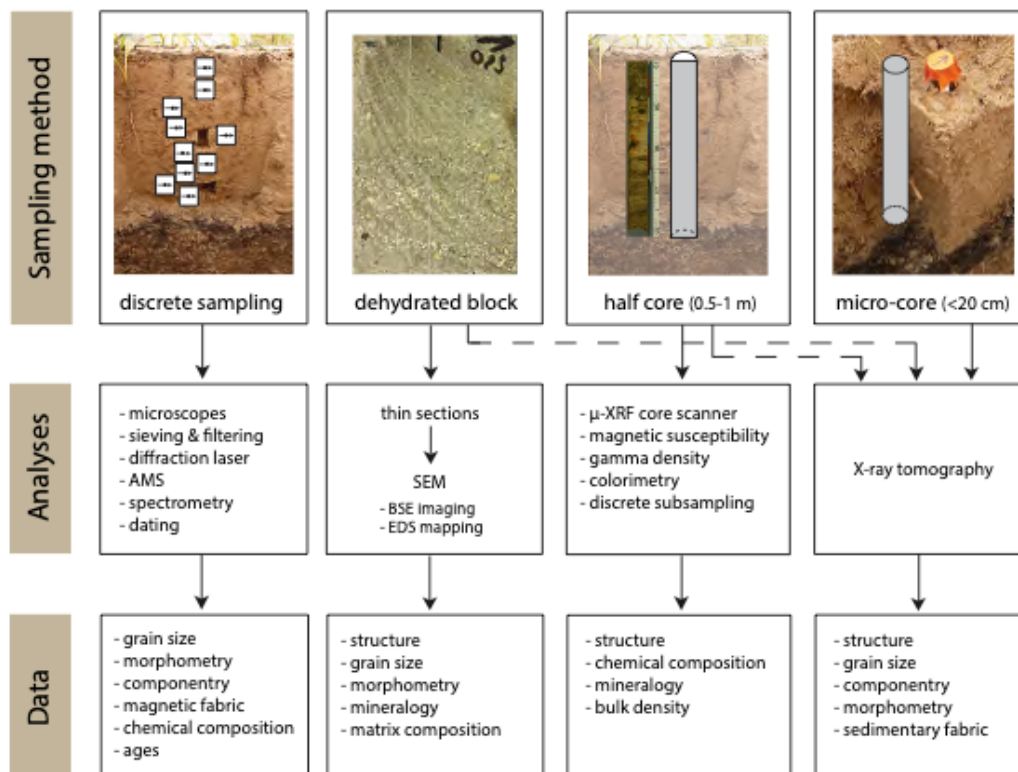 Sampling method
discrete sampling
dehydrated block
half core (0.5-1 m)
micro-core (<20 cm)
Analyses
- microscopes
- sieving & filtering
- diffraction laser
- AMS
- spectrometry
- dating
thin sections
SEM
- BSE imaging
- EDS mapping
- μ-XRF core scanner
- magnetic susceptibility
- gamma density
- colorimetry
- discrete subsampling
X-ray tomography
Data
- grain size
- morphometry
- componentry
- magnetic fabric
- chemical composition
- ages
- structure
- grain size
- morphometry
- mineralogy
- matrix composition
- structure
- chemical composition
- mineralogy
- bulk density
- structure
- grain size
- componentry
- morphometry
- sedimentary fabric